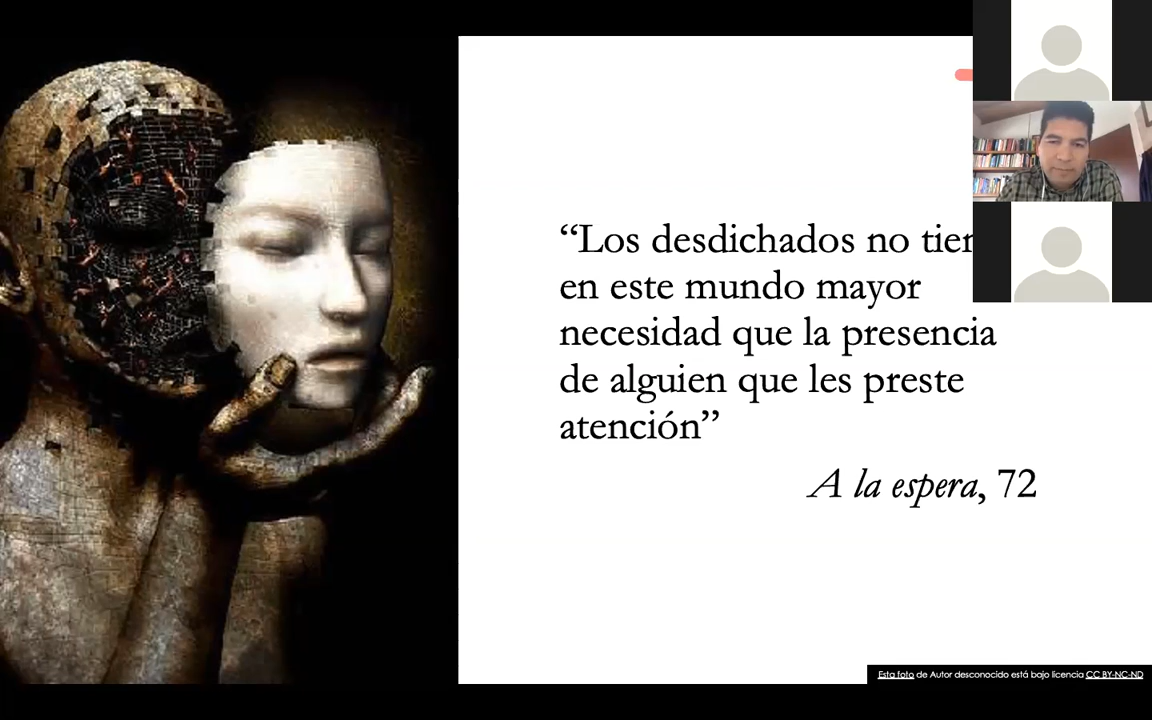 “Los desdichados no
en este mundo mayor
necesidad que la presencia
de alguien que les preste
atención”
A la espera, 72
Esta foto de Autor desconocido está bajo licencia CC BY-NC-ND